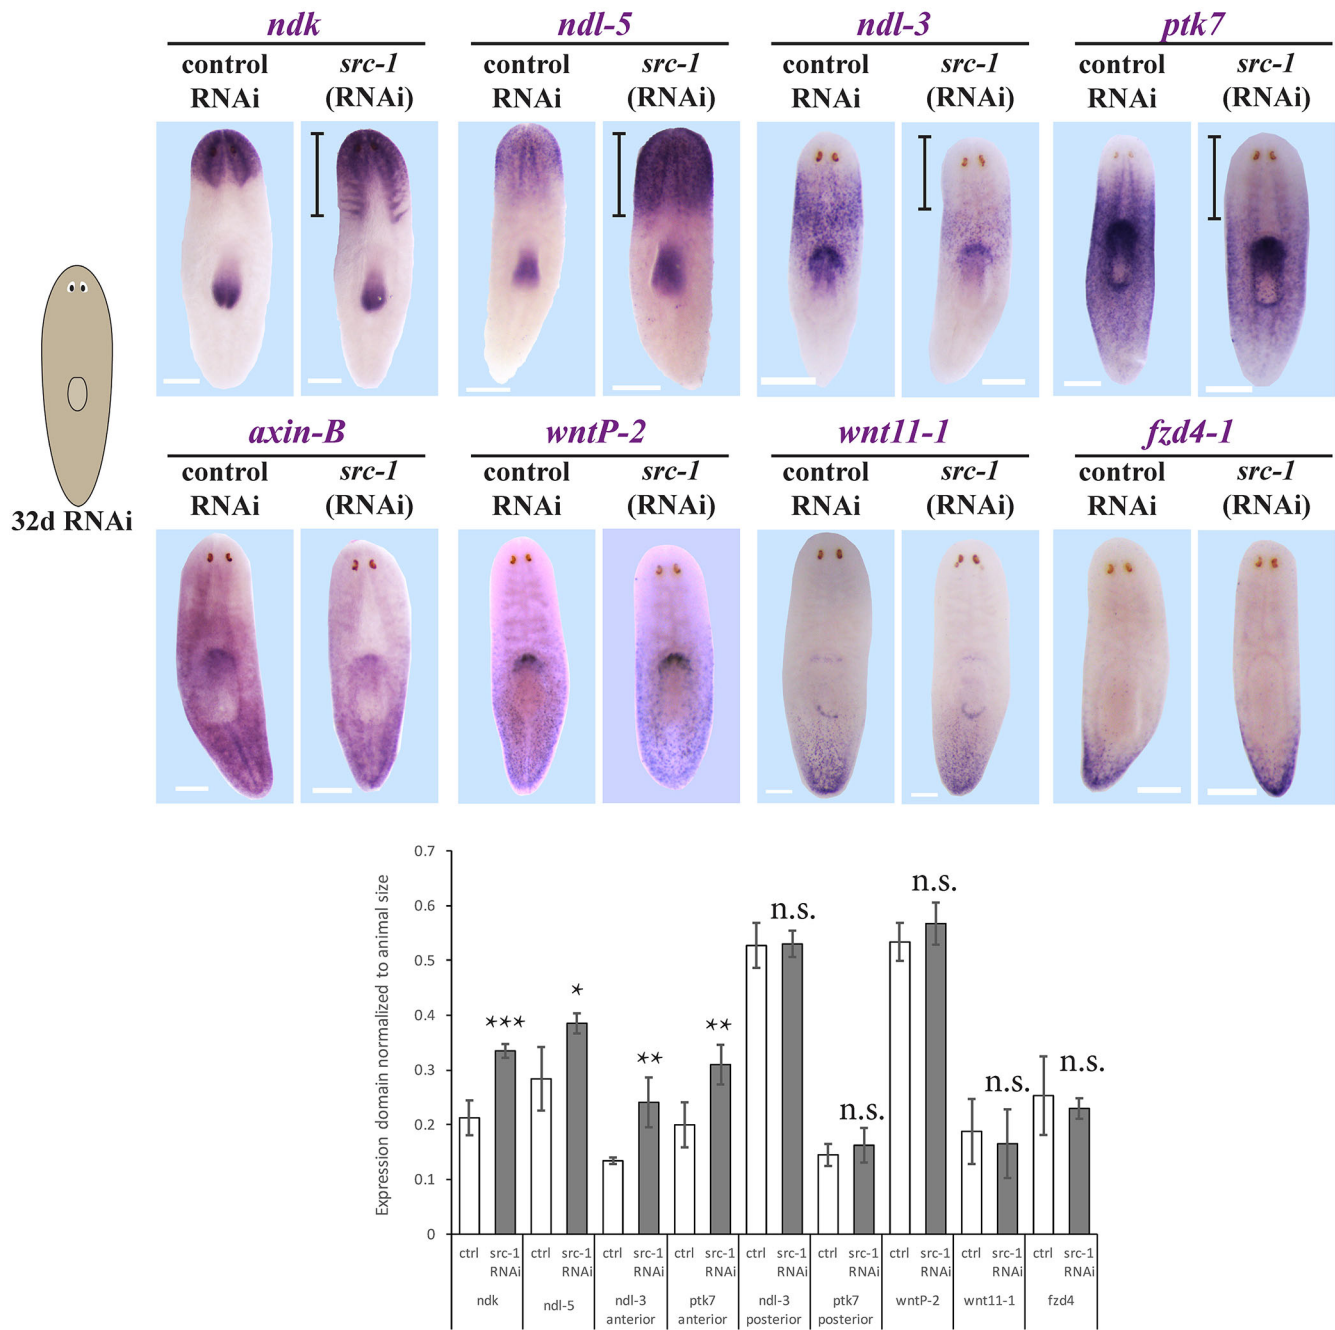 ndk ndl-5 ndl-3 ptk7
control src-1 control src-1 control src-1 control src-1
RNAi (RNAi) RNAi (RNAi) RNAi (RNAi) RNAi (RNAi)
axin-B wntP-2 wnt11-1 fzd4-1
control src-1 control src-1 control src-1 control src-1
RNAi (RNAi) RNAi (RNAi) RNAi (RNAi) RNAi (RNAi)
32d RNAi
Expression domain normalized to animal size
0.7
0.6
0.5
0.4
0.3
0.2
0.1
0
*** * ** ** n.s. n.s. n.s. n.s. n.s.
ctrl src-1 ctrl src-1 ctrl src-1 ctrl src-1 ctrl src-1 ctrl src-1 ctrl src-1 ctrl src-1 ctrl src-1
RNAi RNAi RNAi RNAi RNAi RNAi RNAi RNAi RNAi
ndk ndl-5 ndl-3 ptk7 ndl-3 ptk7 wntP-2 wnt11-1 fzd4
anterior anterior posterior posterior